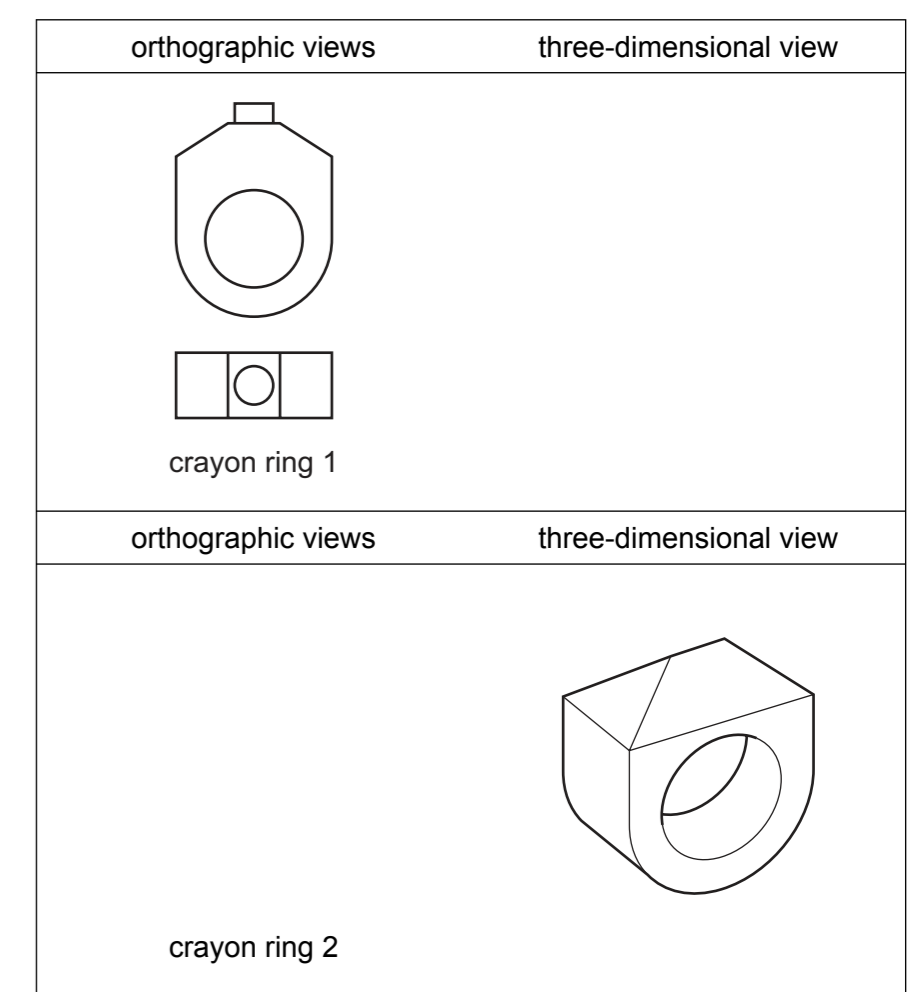 orthographic views three-dimensional view
crayon ring 1
orthographic views three-dimensional view
crayon ring 2